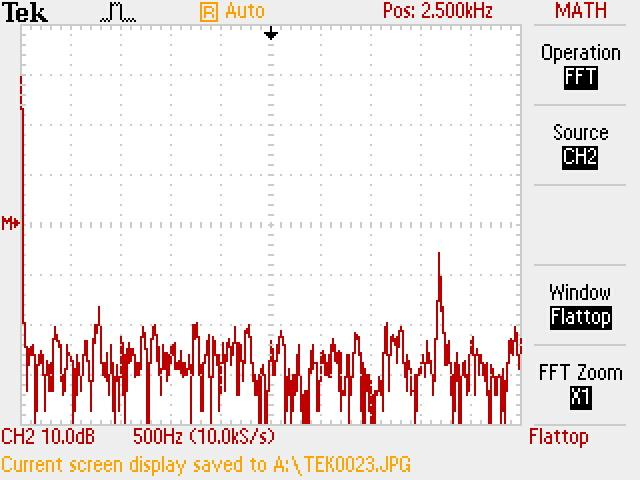 Tek R Auto Pos: 2.500kHz MATH
Operation
FFT
Source
CH2
M
Window
Flattop
FFT Zoom
X1
CH2 10.0dB 500Hz (10.0kS/s) Flattop
Current screen display saved to A:\TEK0023.JPG